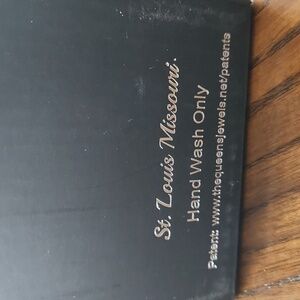 St. Louis Missouri.
Hand Wash Only
Patent: www.thequeensjewels.net/patents